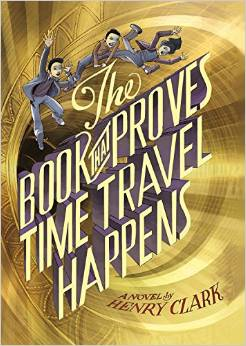 The
BOOK THAT PROVES
TIME TRAVEL
HAPPENS
A NOVEL by
HENRY CLARK